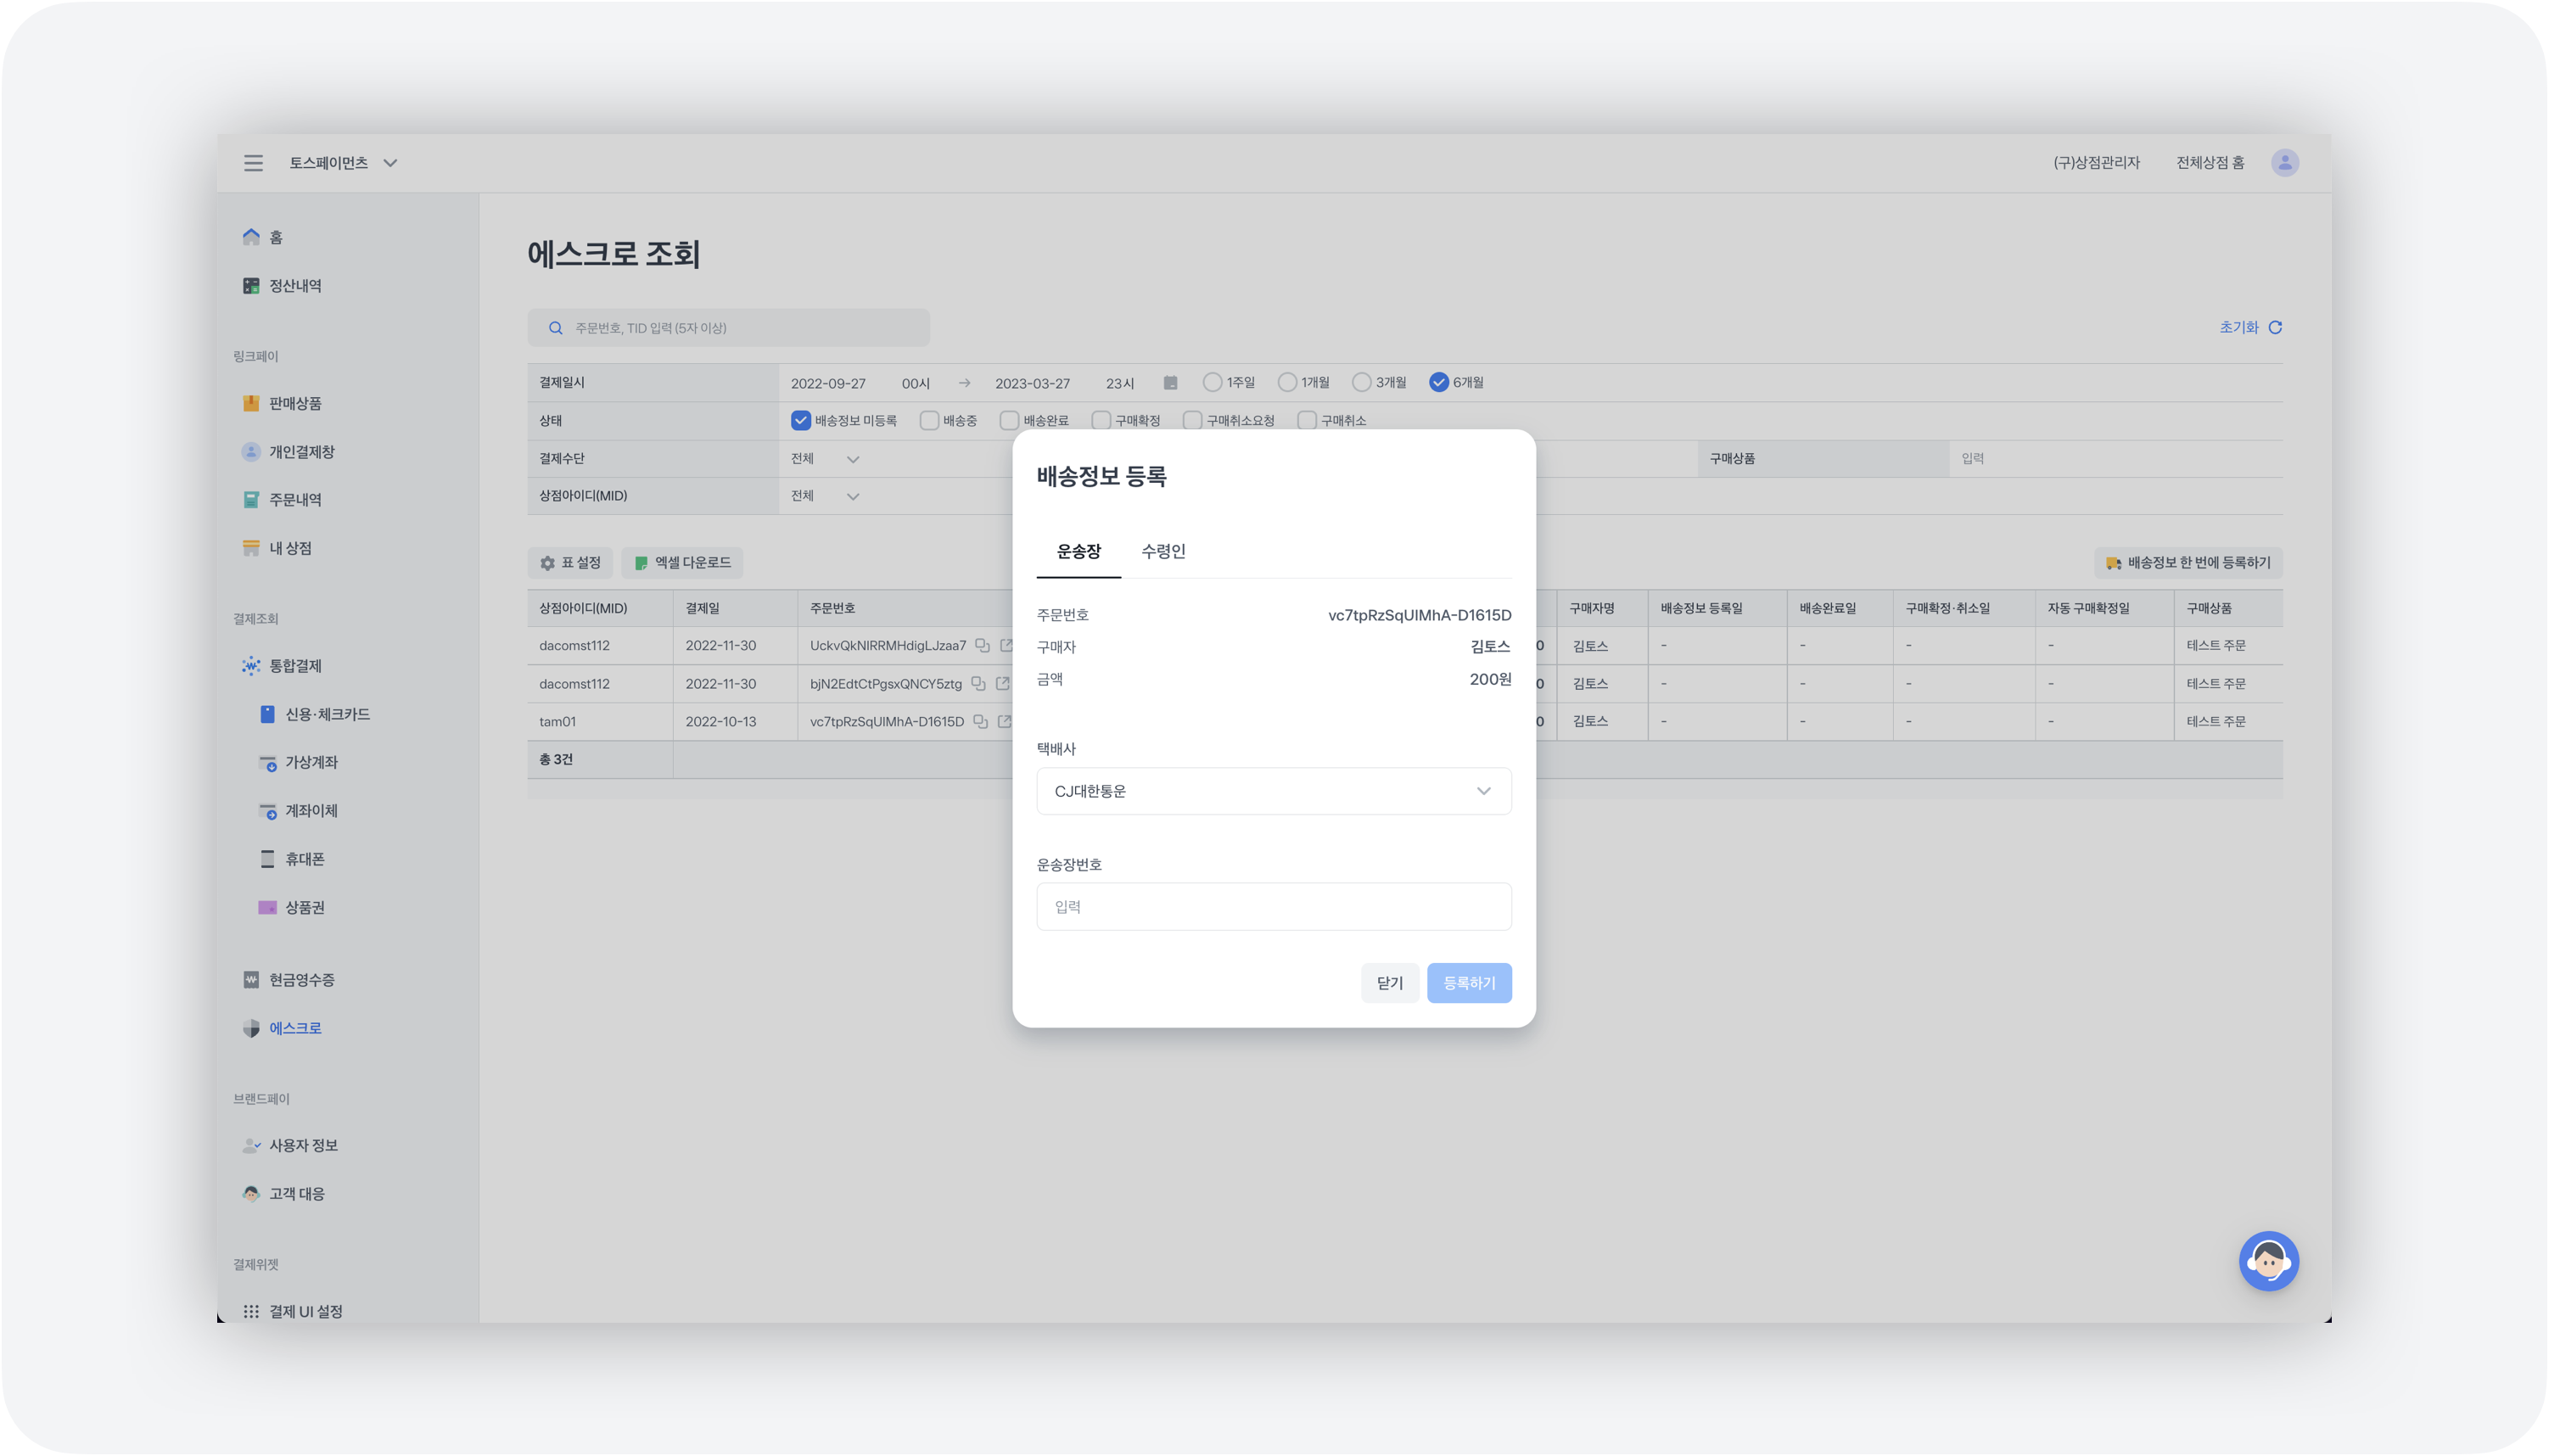 토스페이먼츠
(구)상점관리자 전체상점 홈
홈
정산내역
링크페이
판매상품
개인결제창
주문내역
내 상점
결제조회
통합결제
신용·체크카드
가상계좌
계좌이체
휴대폰
상품권
현금영수증
에스크로
브랜드페이
사용자 정보
고객 대응
결제위젯
결제 UI 설정
에스크로 조회
주문번호, TID 입력 (5자 이상)
초기화
결제일시 2022-09-27 00시 → 2023-03-27 23시 1주일 1개월 3개월 6개월
상태 배송정보 미등록 배송중 배송완료 구매확정 구매취소요청 구매취소
결제수단 전체 구매상품 입력
상점아이디(MID) 전체
표 설정 엑셀 다운로드 배송정보 한 번에 등록하기
상점아이디(MID) 결제일 주문번호 구매자명 배송정보 등록일 배송완료일 구매확정·취소일 자동 구매확정일 구매상품
dacomst112 2022-11-30 UckvQkNIRRMHdigLJzaa7 0 김토스 - - - - 테스트 주문
dacomst112 2022-11-30 bjN2EdtCtPgsxQNCY5ztg 0 김토스 - - - - 테스트 주문
tam01 2022-10-13 vc7tpRzSqUIMhA-D1615D 0 김토스 - - - - 테스트 주문
총 3건
배송정보 등록
운송장 수령인
주문번호 vc7tpRzSqUIMhA-D1615D
구매자 김토스
금액 200원
택배사
CJ대한통운
운송장번호
입력
닫기 등록하기